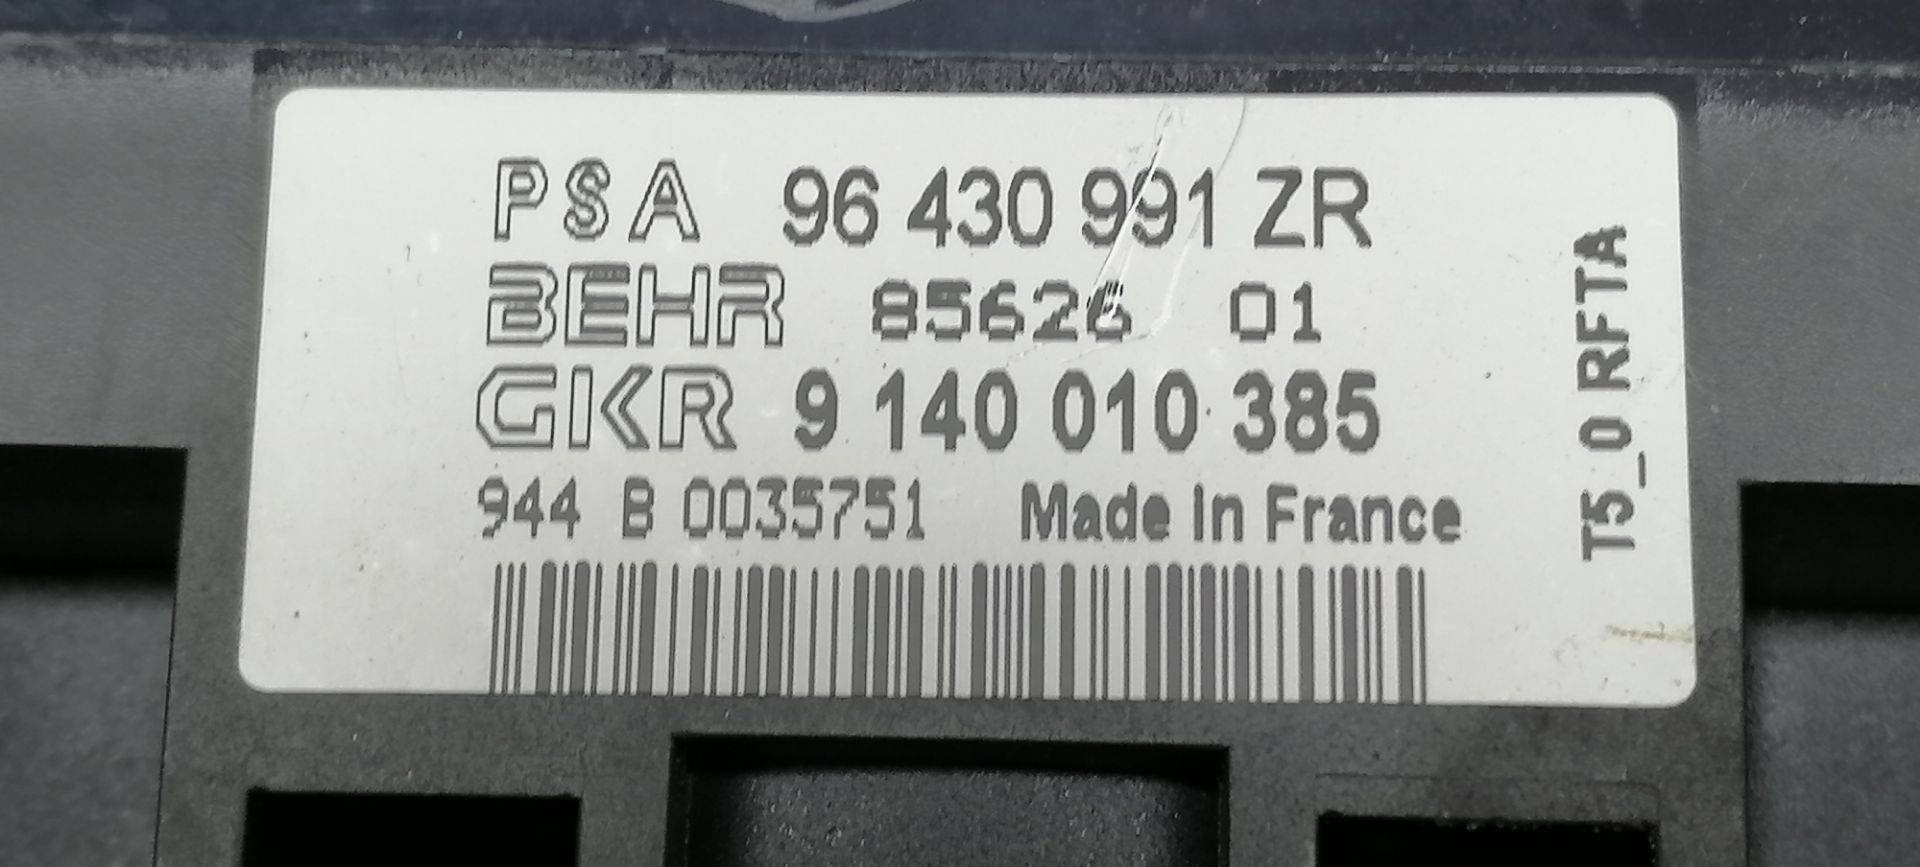 PSA 96 430 991 ZR
BEHR 85626 01
GKR 9 140 010 385
944 B 0035751 Made In France
T5_0 RFTA